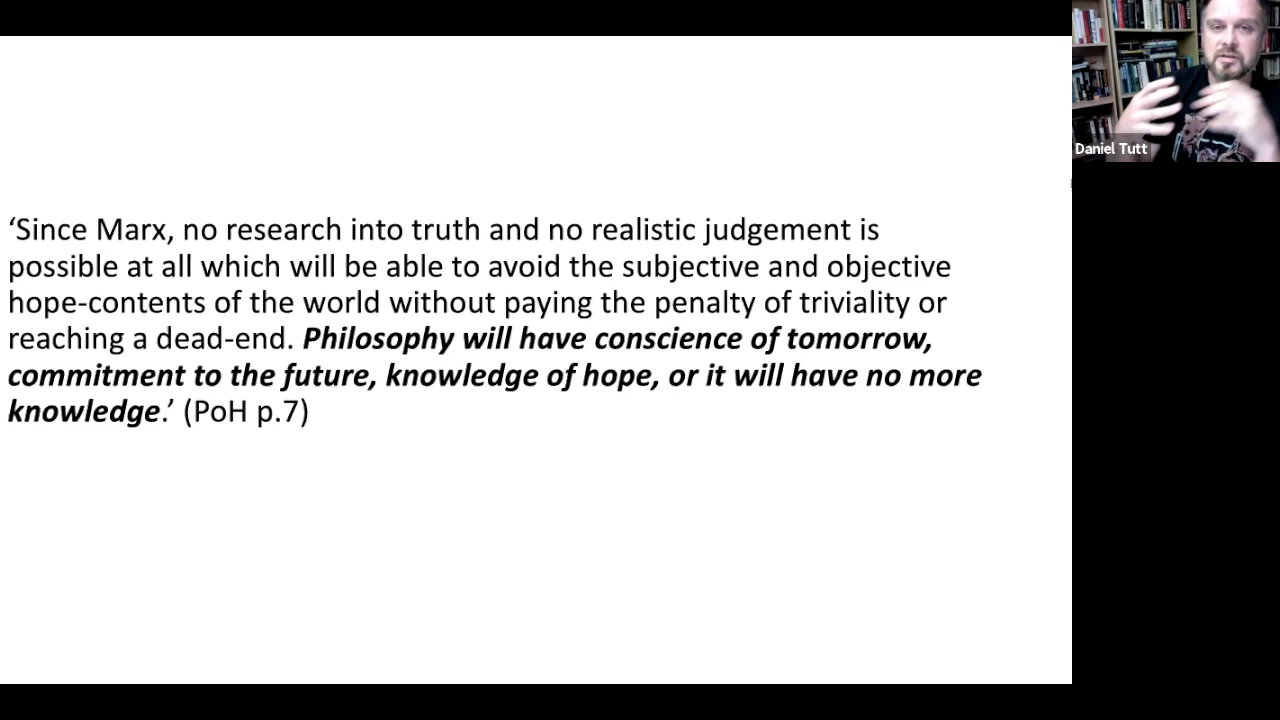 Daniel Tutt
‘Since Marx, no research into truth and no realistic judgement is
possible at all which will be able to avoid the subjective and objective
hope-contents of the world without paying the penalty of triviality or
reaching a dead-end. Philosophy will have conscience of tomorrow,
commitment to the future, knowledge of hope, or it will have no more
knowledge.’ (PoH p.7)